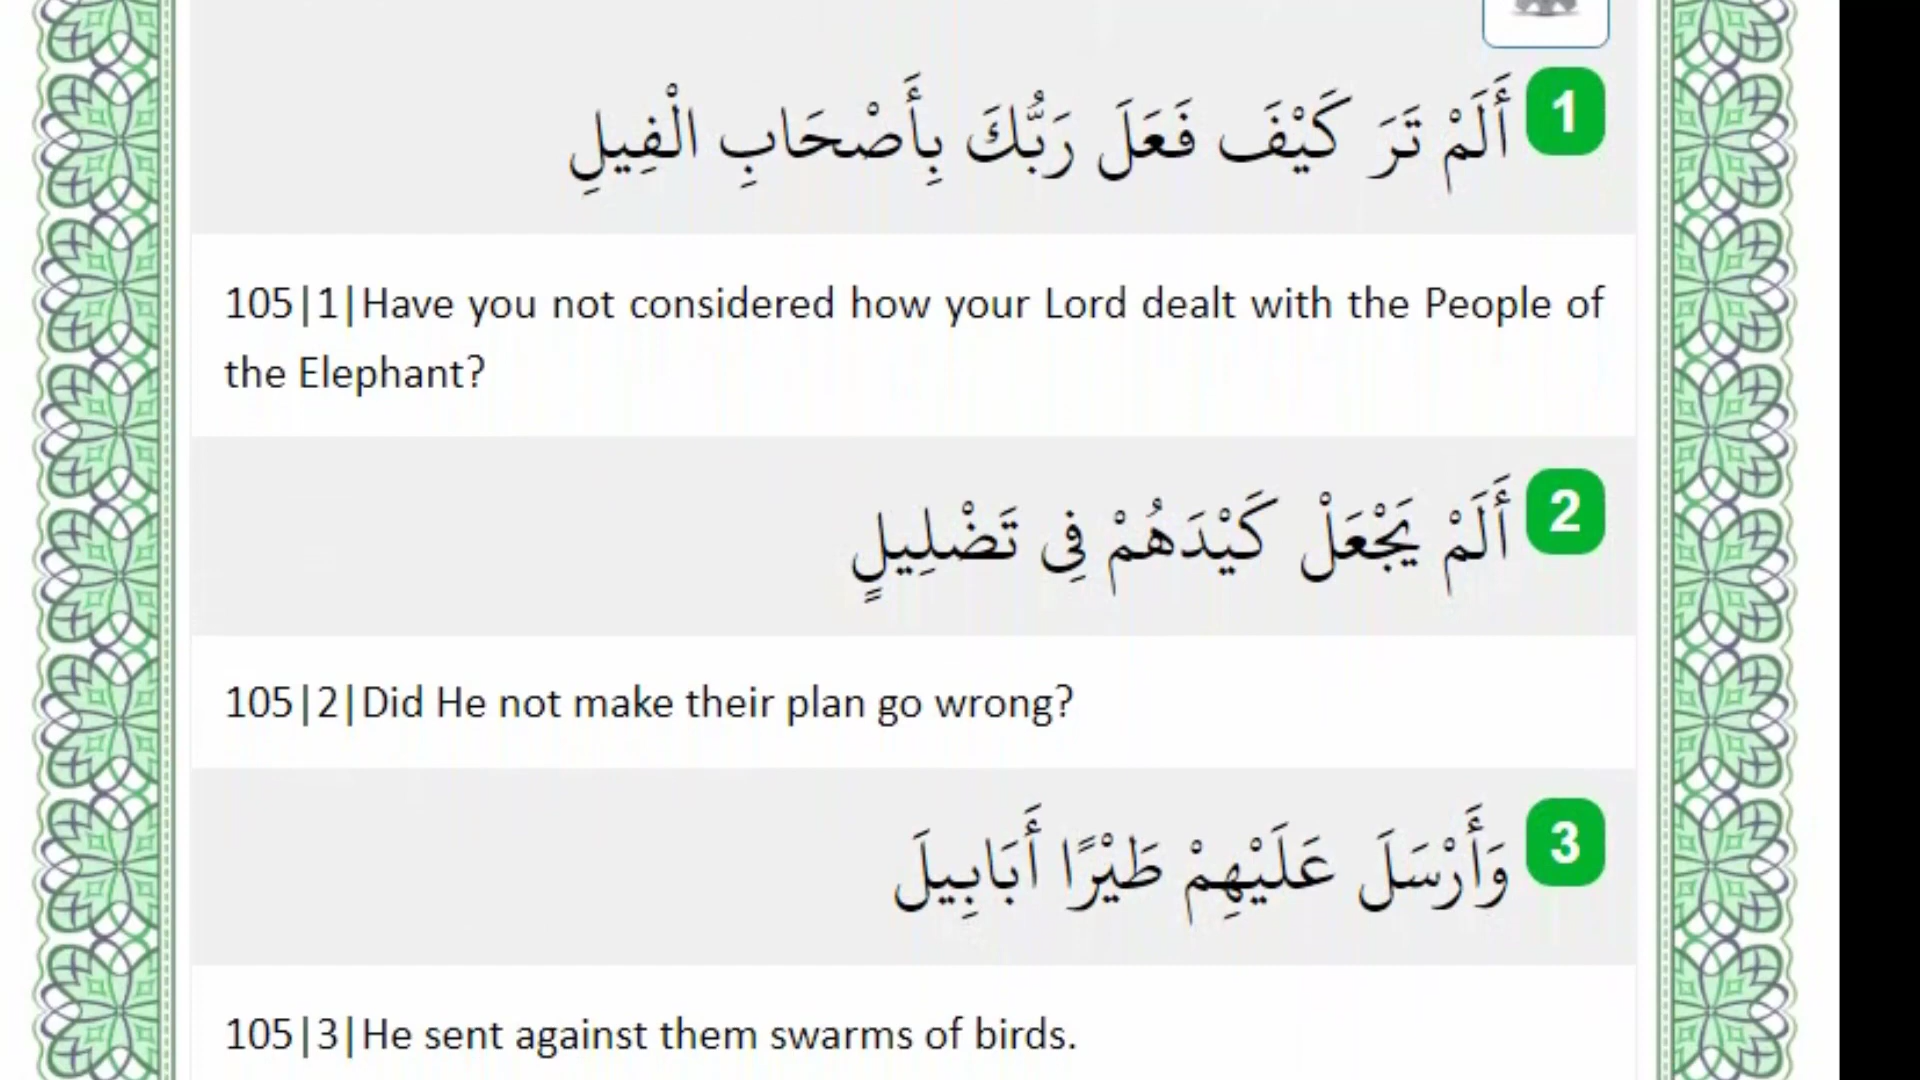 1
أَلَمْ تَرَ كَيْفَ فَعَلَ رَبُّكَ بِأَصْحَابِ الْفِيلِ
105|1|Have you not considered how your Lord dealt with the People of
the Elephant?
2
أَلَمْ يَجْعَلْ كَيْدَهُمْ فِى تَضْلِيلٍ
105|2|Did He not make their plan go wrong?
3
وَأَرْسَلَ عَلَيْهِمْ طَيْرًا أَبَابِيلَ
105|3|He sent against them swarms of birds.